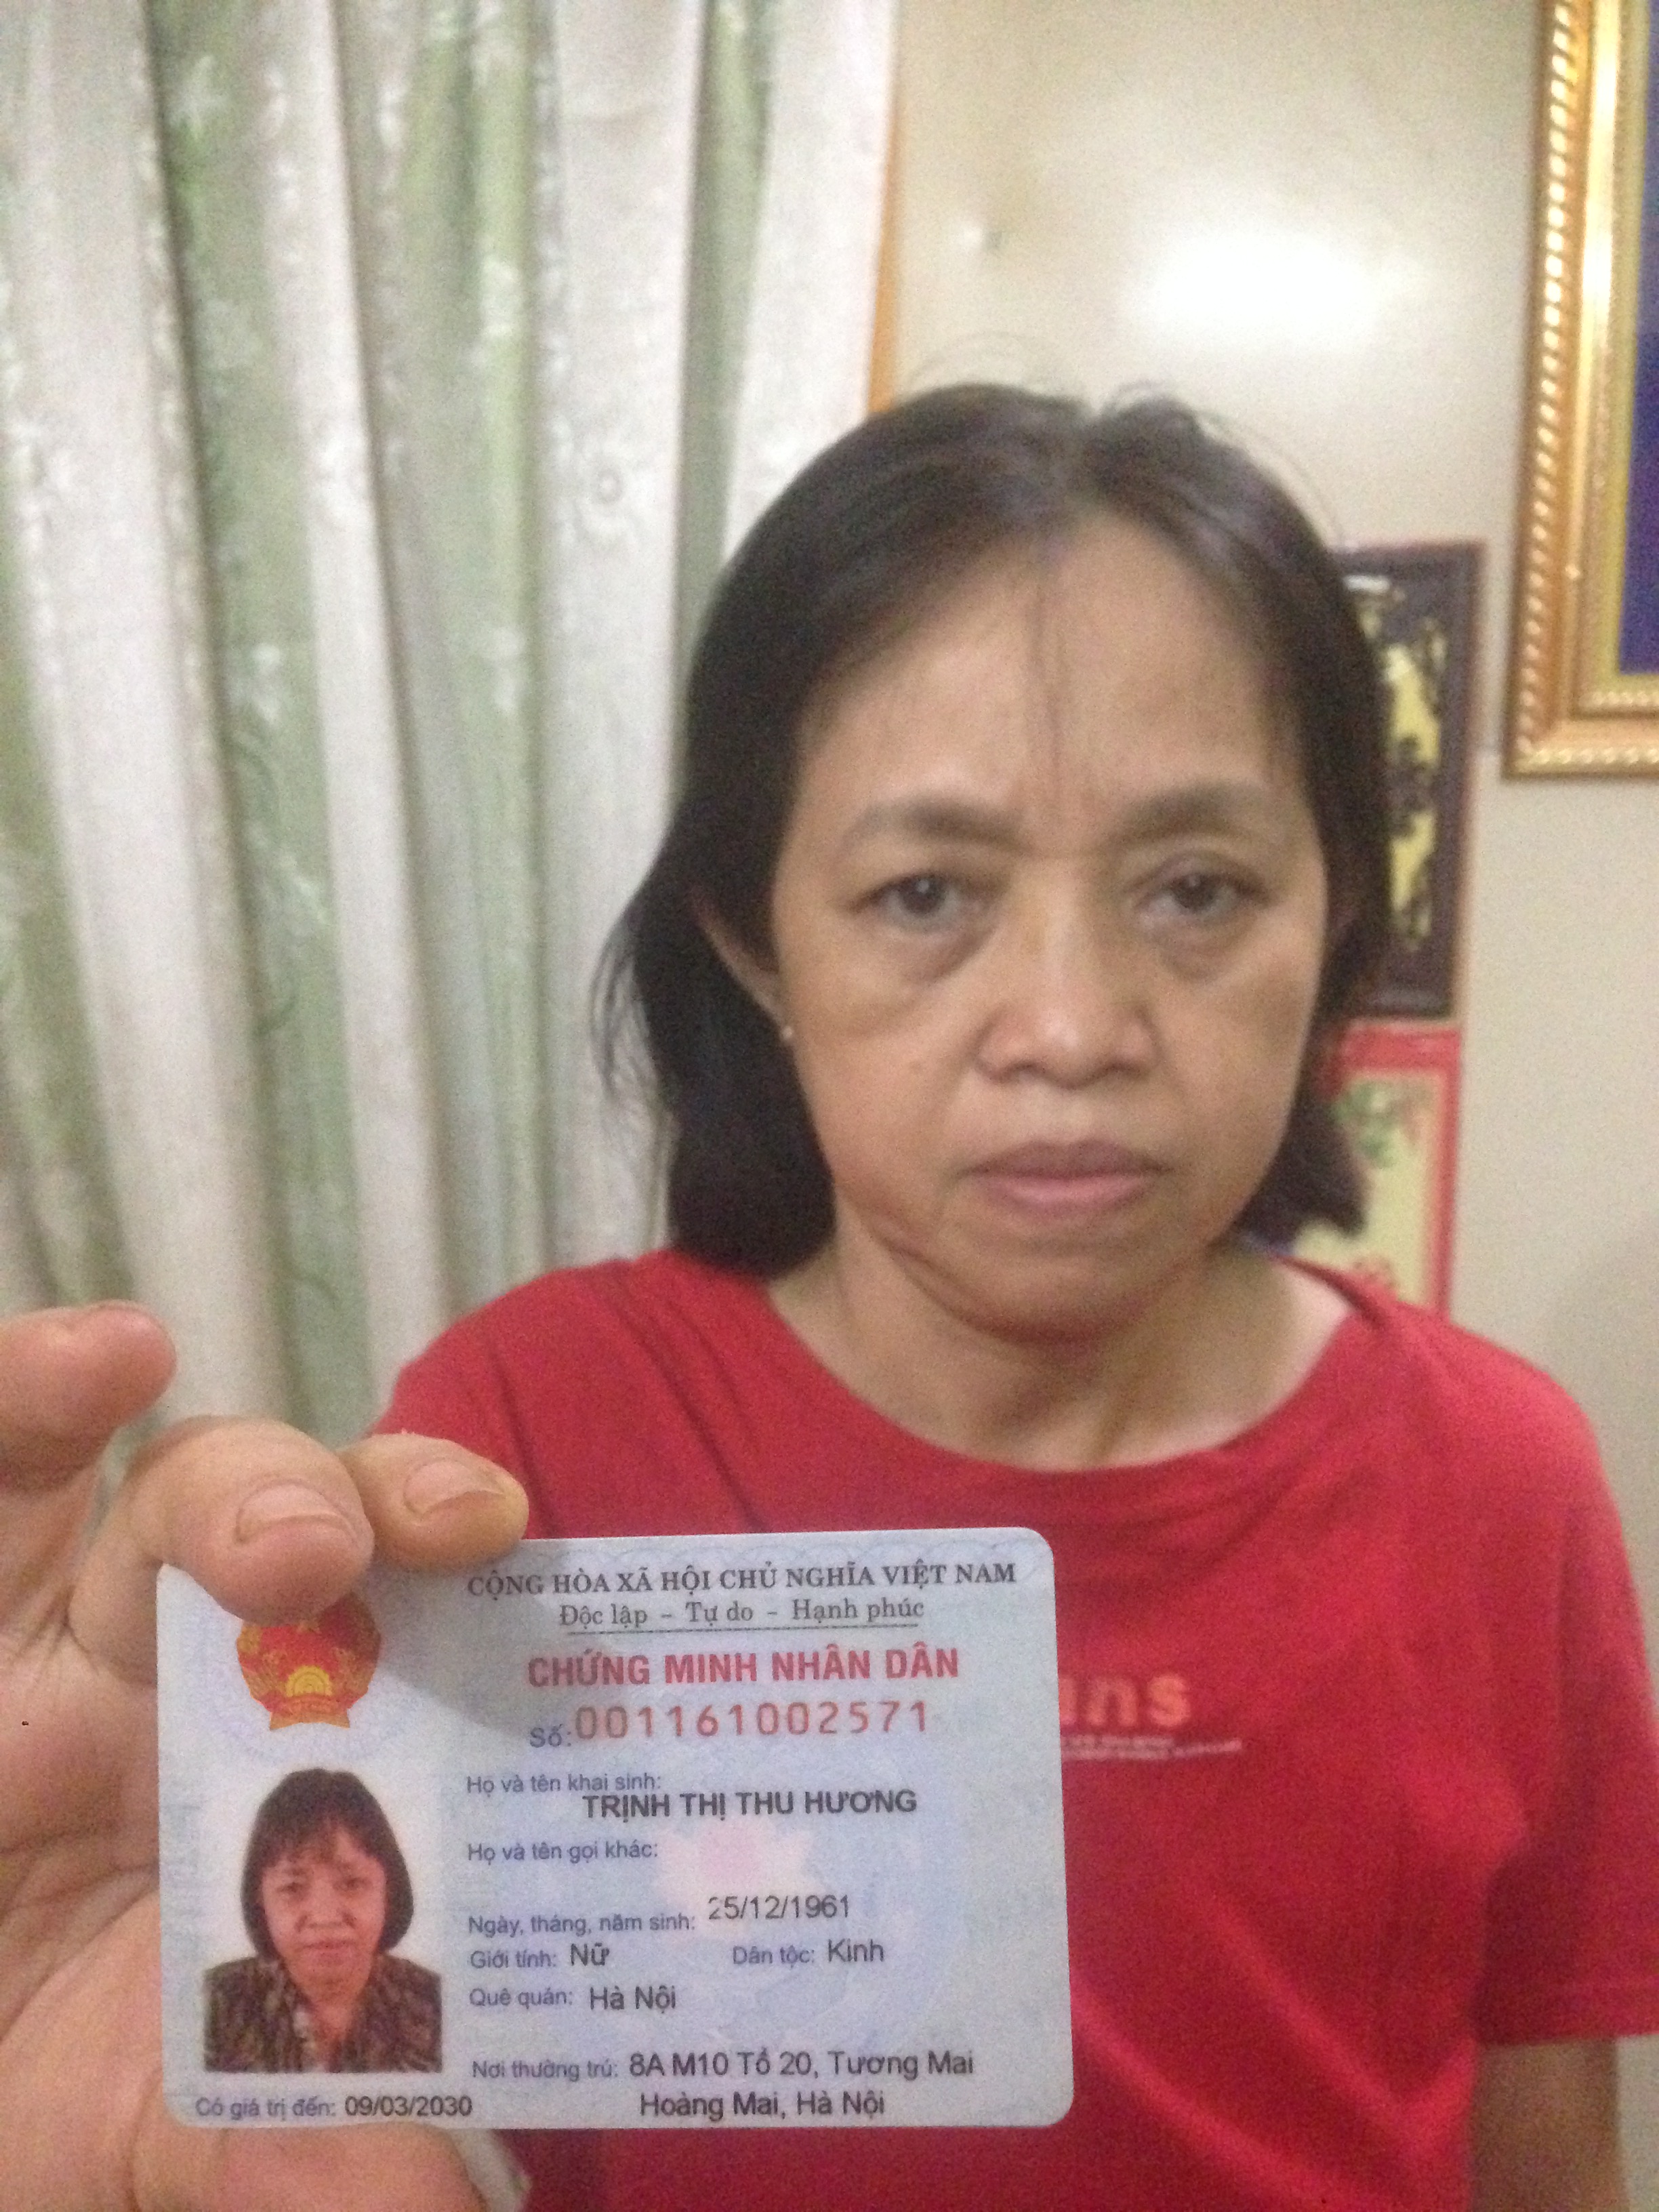 CỘNG HÒA XÃ HỘI CHỦ NGHĨA VIỆT NAM
Độc lập - Tự do - Hạnh phúc
CHỨNG MINH NHÂN DÂN
Số: 001161002571
Họ và tên khai sinh:
TRỊNH THỊ THU HƯƠNG
Họ và tên gọi khác:
Ngày, tháng, năm sinh: 25/12/1961
Giới tính: Nữ Dân tộc: Kinh
Quê quán: Hà Nội
Nơi thường trú: 8A M10 Tổ 20, Tương Mai
Hoàng Mai, Hà Nội
Có giá trị đến: 09/03/2030